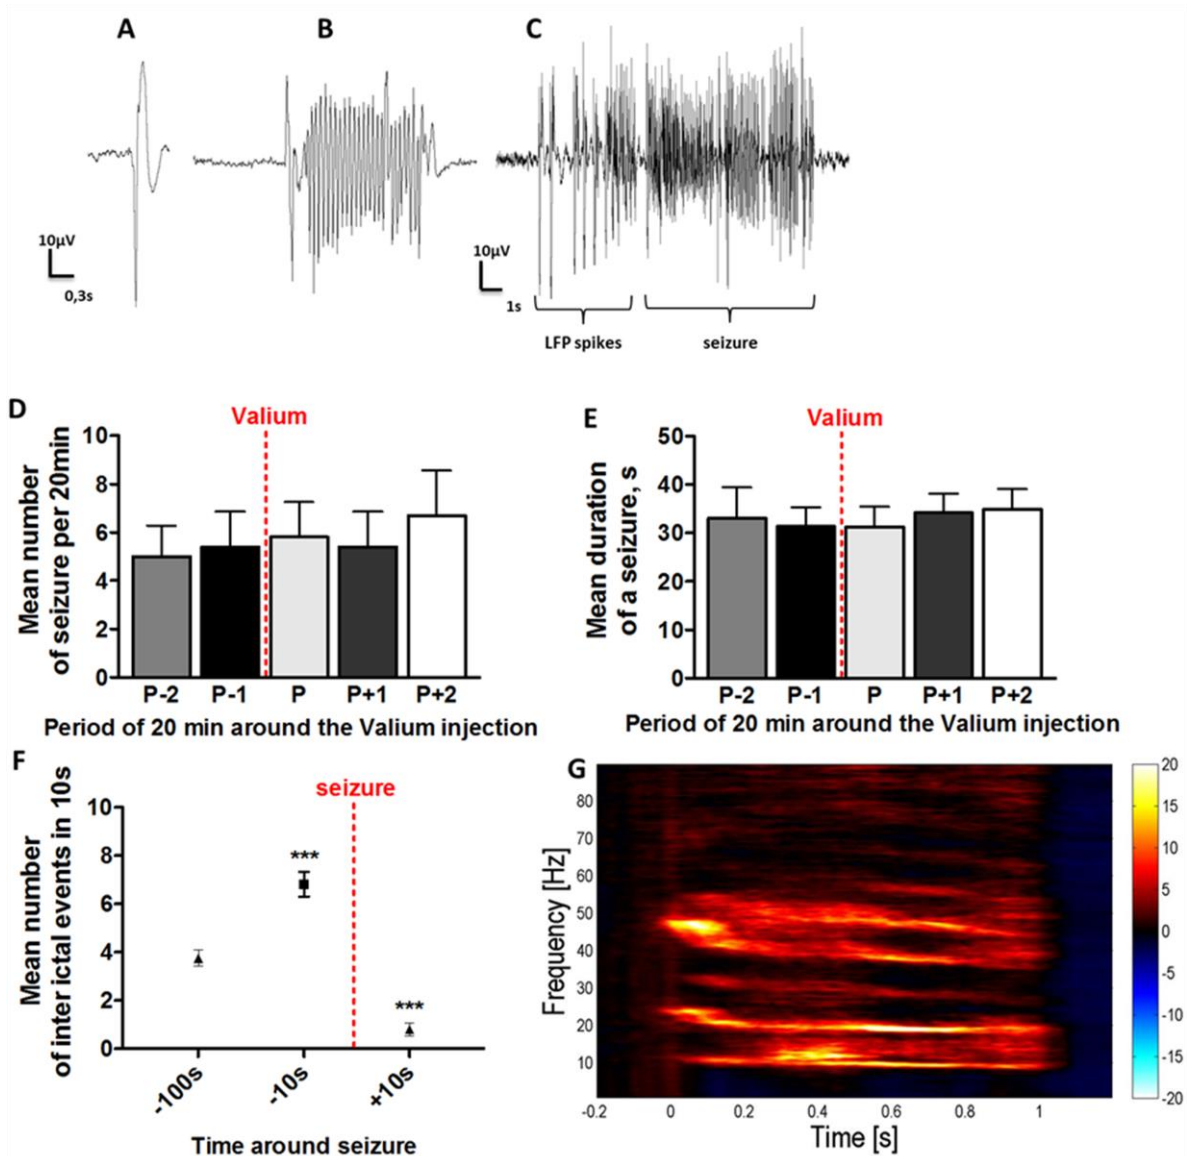 A
B
C
10µV
0,3s
10µV
1s
LFP spikes
seizure
D
Valium
Mean number
of seizure per 20min
10
8
6
4
2
0
P-2 P-1 P P+1 P+2
Period of 20 min around the Valium injection
E
Valium
Mean duration
of a seizure, s
50
40
30
20
10
0
P-2 P-1 P P+1 P+2
Period of 20 min around the Valium injection
F
seizure
Mean number
of inter ictal events in 10s
10
8
6
4
2
0
***
***
-100s
-10s
+10s
Time around seizure
G
Frequency [Hz]
80
70
60
50
40
30
20
10
-0.2 0 0.2 0.4 0.6 0.8 1
Time [s]
20
15
10
5
0
-5
-10
-15
-20